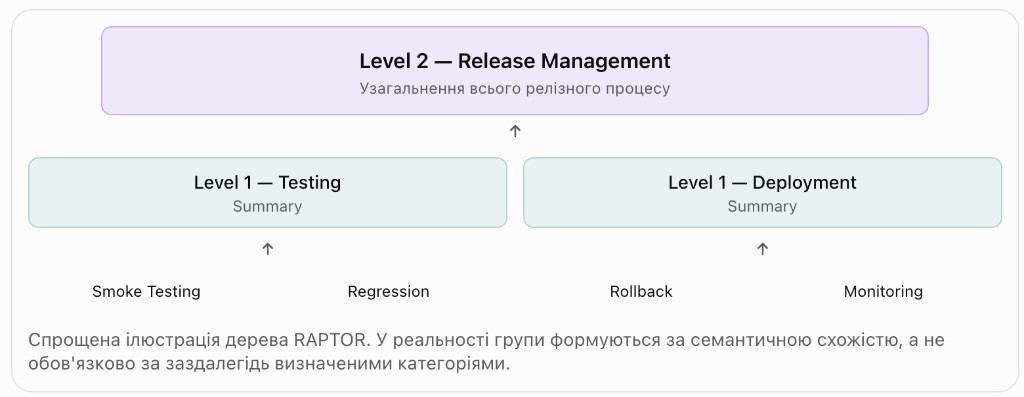 Level 2 — Release Management
Узагальнення всього релізного процесу
↑
Level 1 — Testing
Summary
Level 1 — Deployment
Summary
↑ ↑
Smoke Testing Regression Rollback Monitoring
Спрощена ілюстрація дерева RAPTOR. У реальності групи формуються за семантичною схожістю, а не
обов'язково за заздалегідь визначеними категоріями.